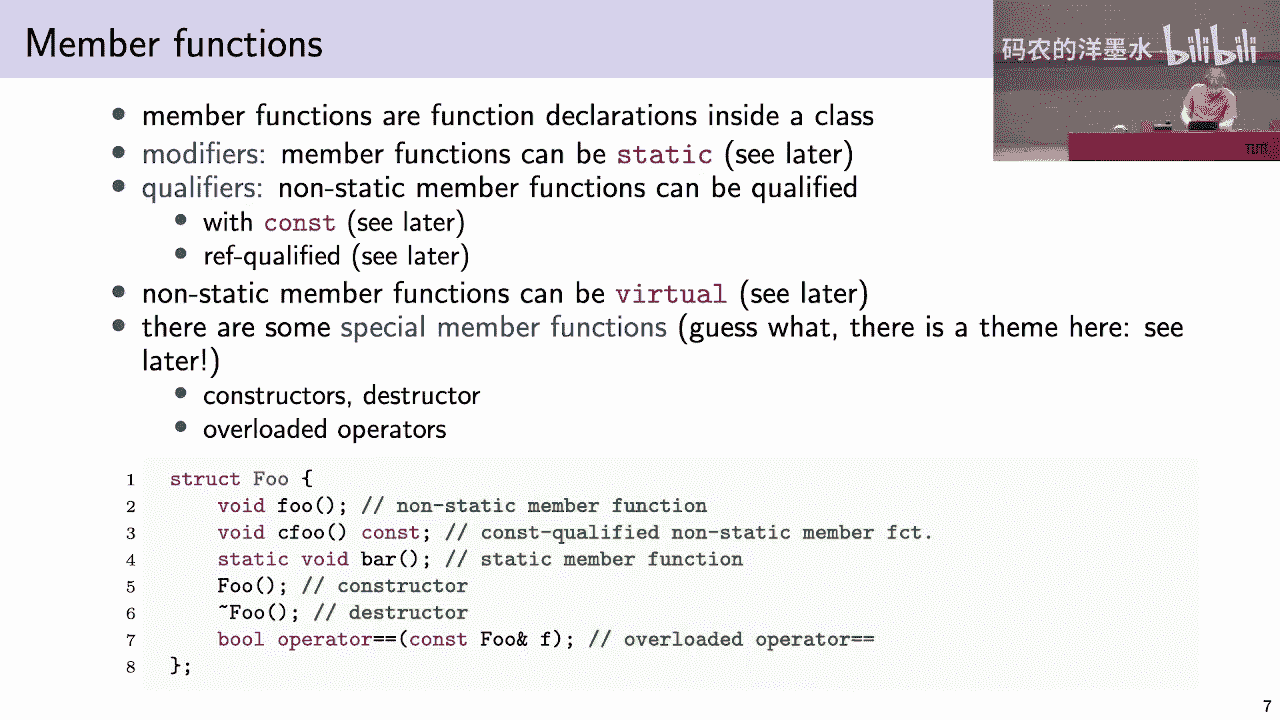 Member functions
码农的洋墨水 bilibili
TUM
• member functions are function declarations inside a class
• modifiers: member functions can be static (see later)
• qualifiers: non-static member functions can be qualified
• with const (see later)
• ref-qualified (see later)
• non-static member functions can be virtual (see later)
• there are some special member functions (guess what, there is a theme here: see
later!)
• constructors, destructor
• overloaded operators
1 struct Foo {
2 void foo(); // non-static member function
3 void cfoo() const; // const-qualified non-static member fct.
4 static void bar(); // static member function
5 Foo(); // constructor
6 ~Foo(); // destructor
7 bool operator==(const Foo& f); // overloaded operator==
8 };
7